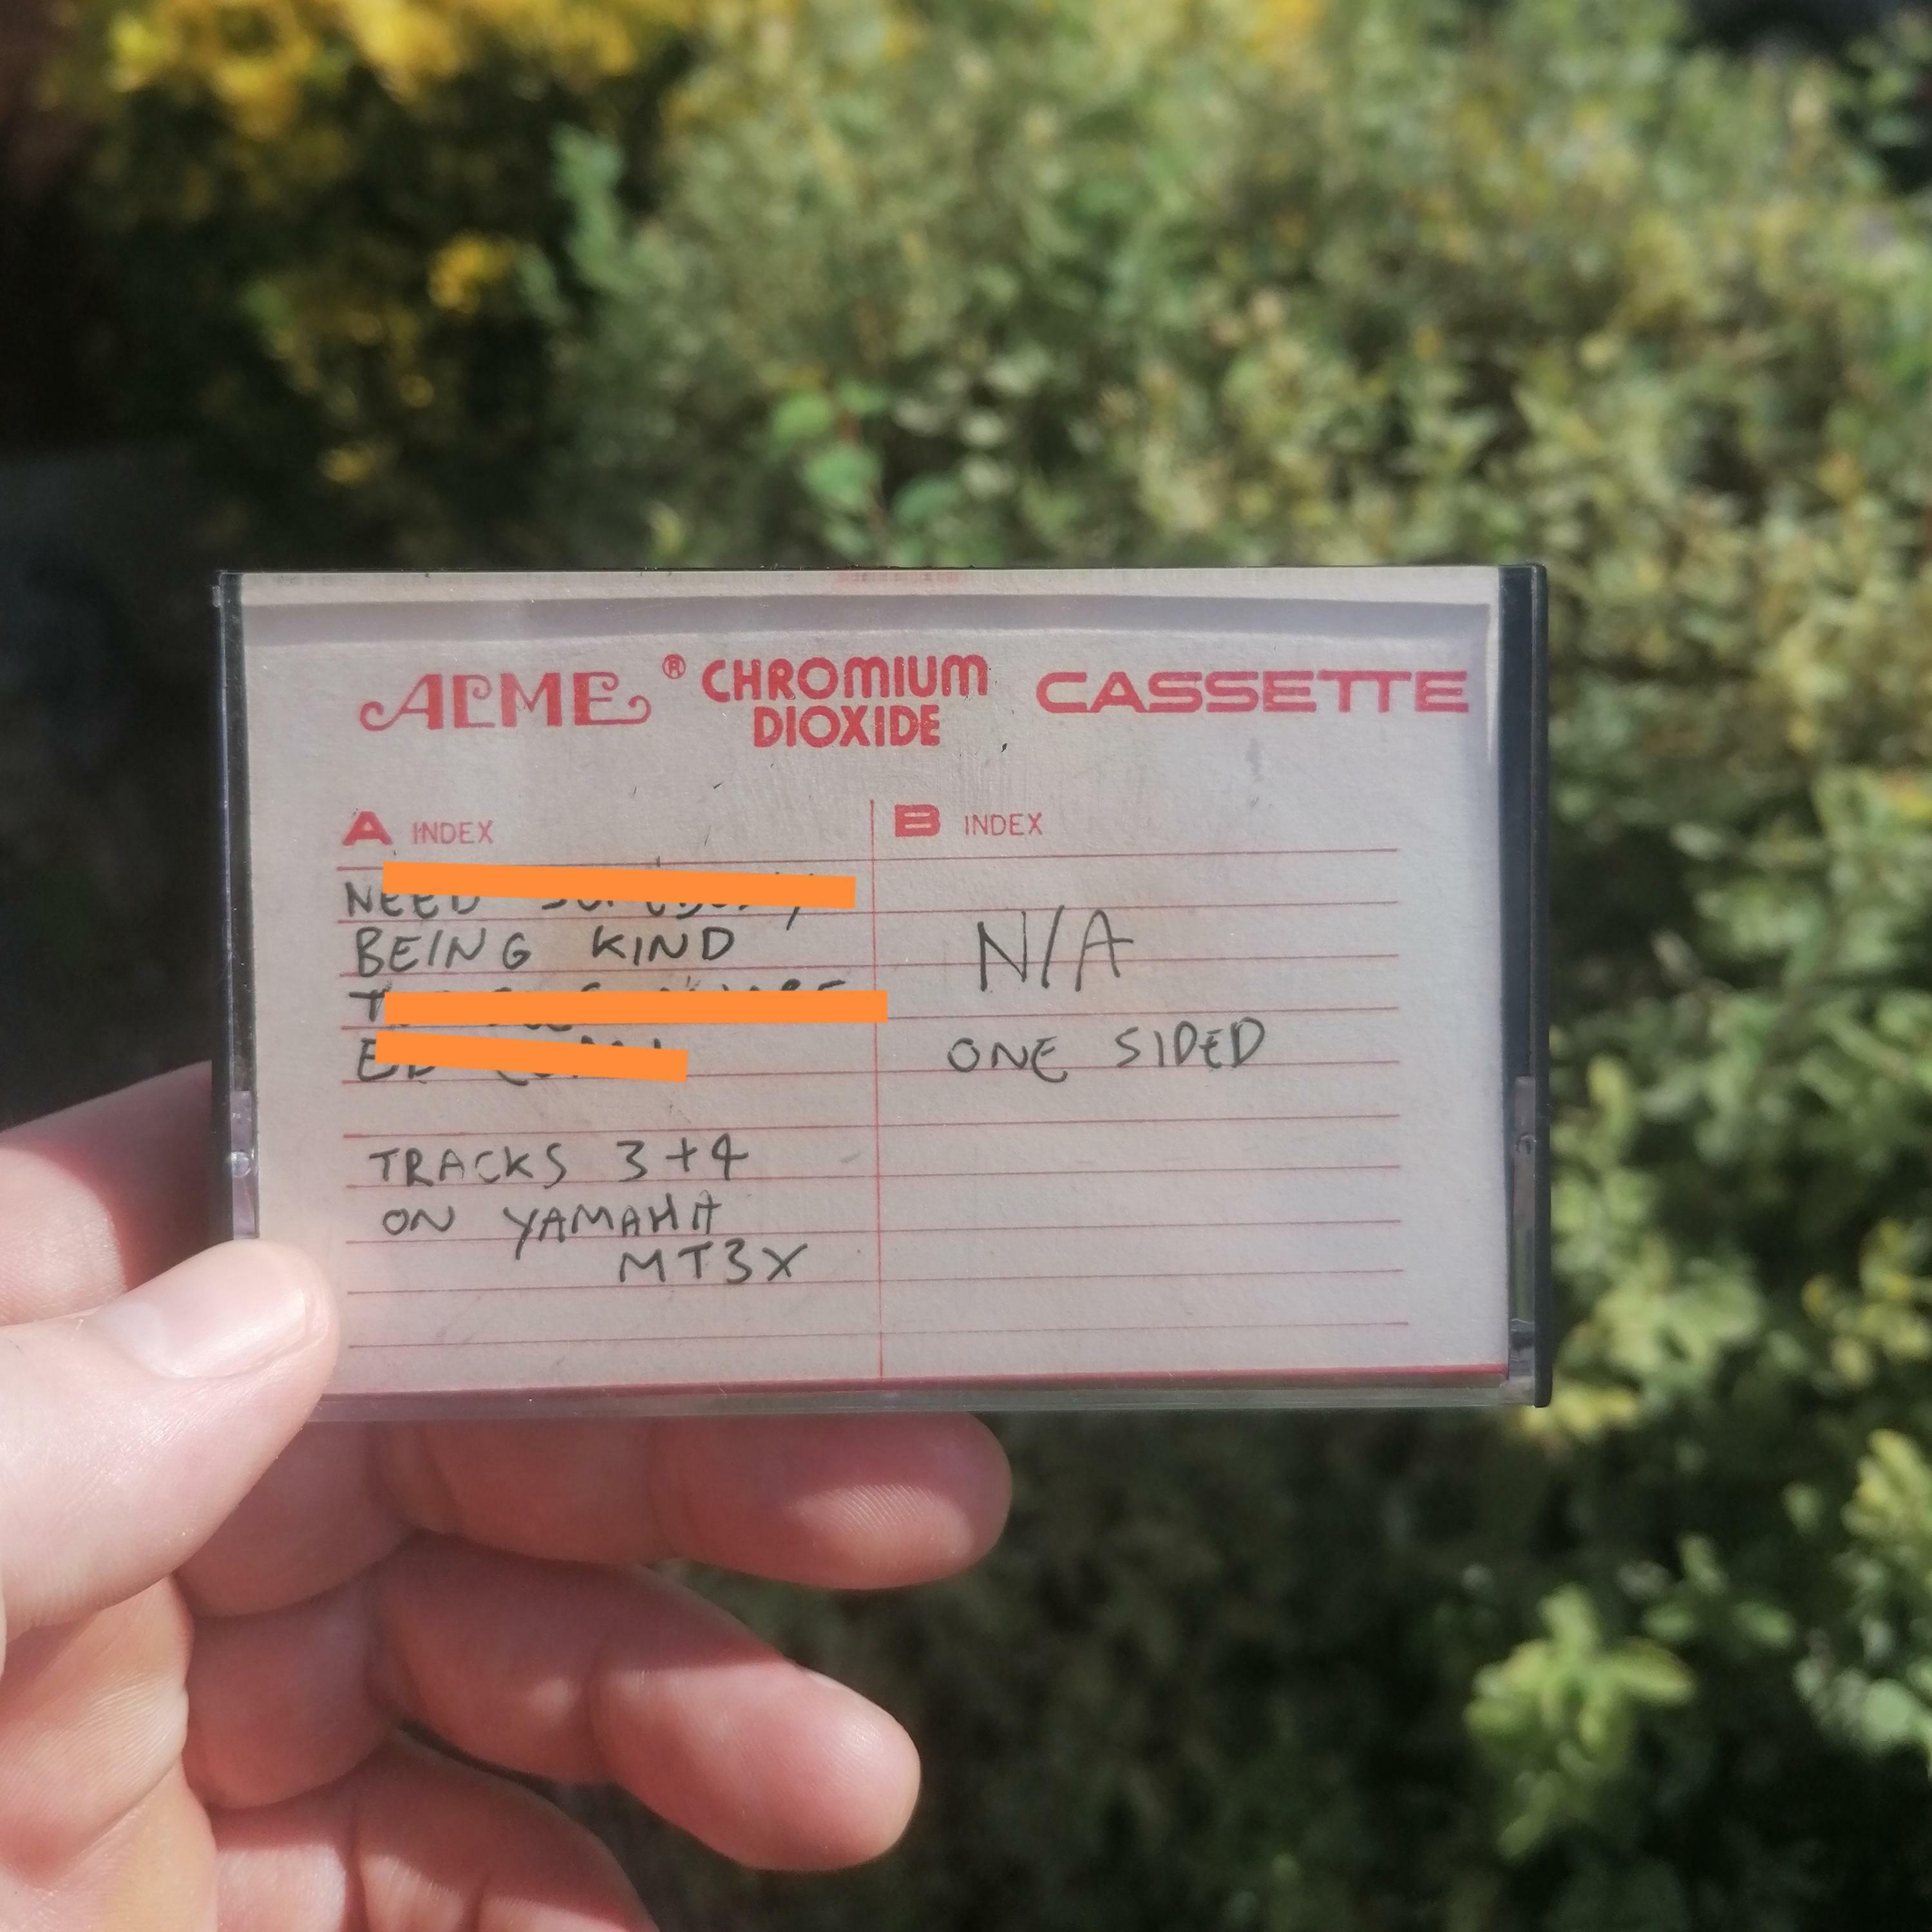 ACME ® CHROMIUM DIOXIDE CASSETTE
A INDEX
B INDEX
NEED
BEING KIND
TRACKS 3+4
ON YAMAHA
MT3X
N/A
ONE SIDED